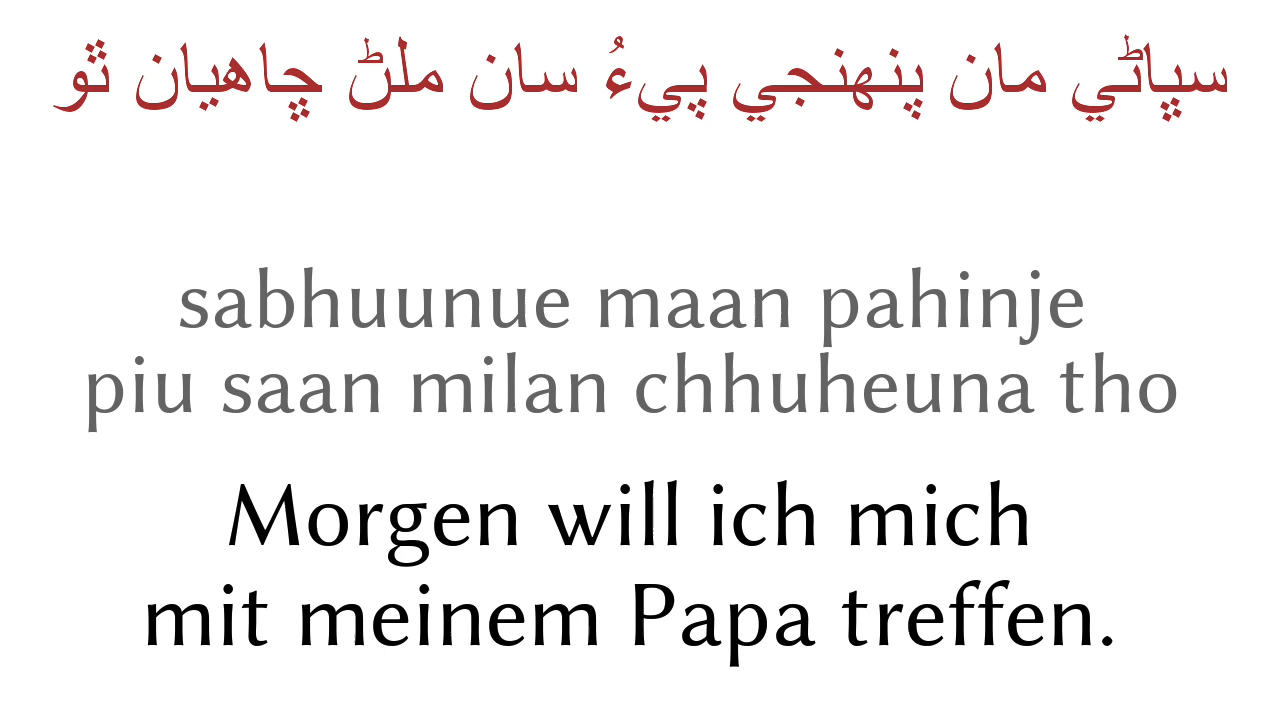 سڀاڻي مان پنهنجي پيءُ سان ملڻ چاهيان ٿو
sabhuunue maan pahinje
piu saan milan chhuheuna tho
Morgen will ich mich
mit meinem Papa treffen.